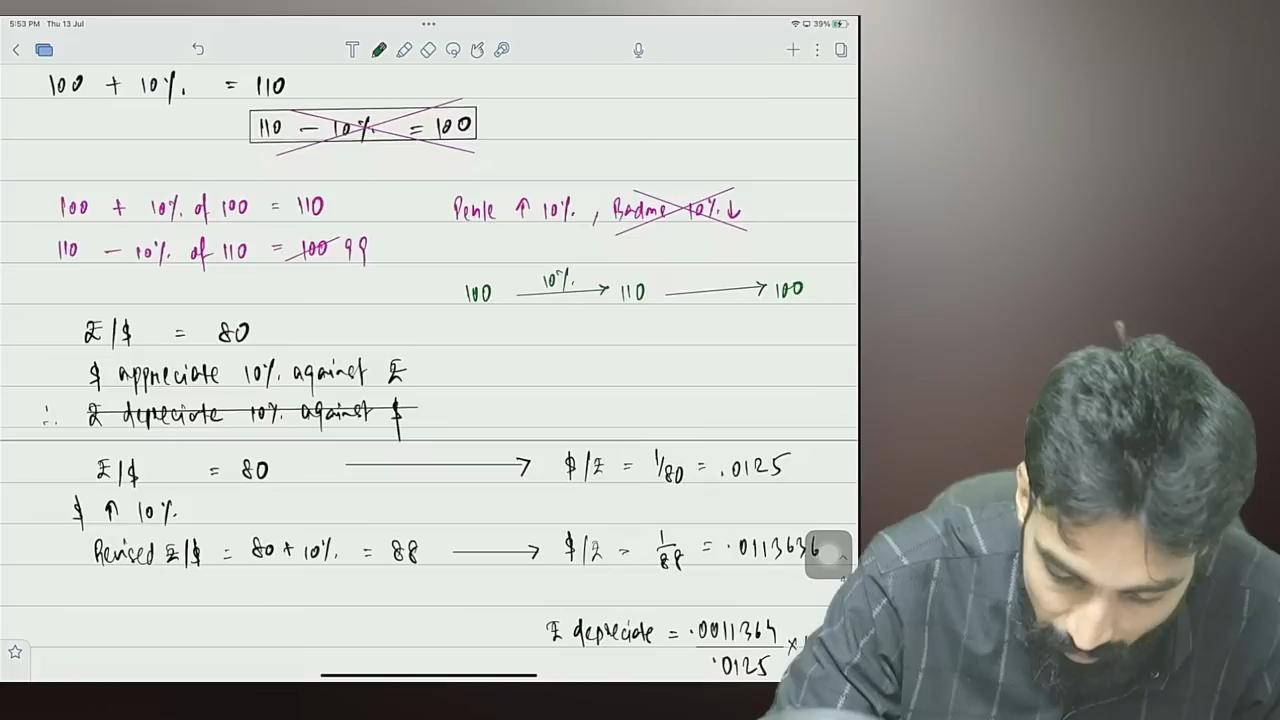 5:53 PM Thu 13 Jul
39%
T
100 + 10% = 110
110 — 10% = 100
100 + 10% of 100 = 110
Penle ↑ 10%, Badme 10% ↓
110 — 10% of 110 = 100 99
100 10% → 110 → 100
₹/$ = 80
$ appreciate 10% against ₹
∴ ₹ depreciate 10% against $
₹/$ = 80 → $/₹ = 1/80 = .0125
$ ↑ 10%
Revised ₹/$ = 80 + 10% = 88 → $/₹ = 1/88 = .0113636
₹ depreciate = .0011364 / .0125 ×